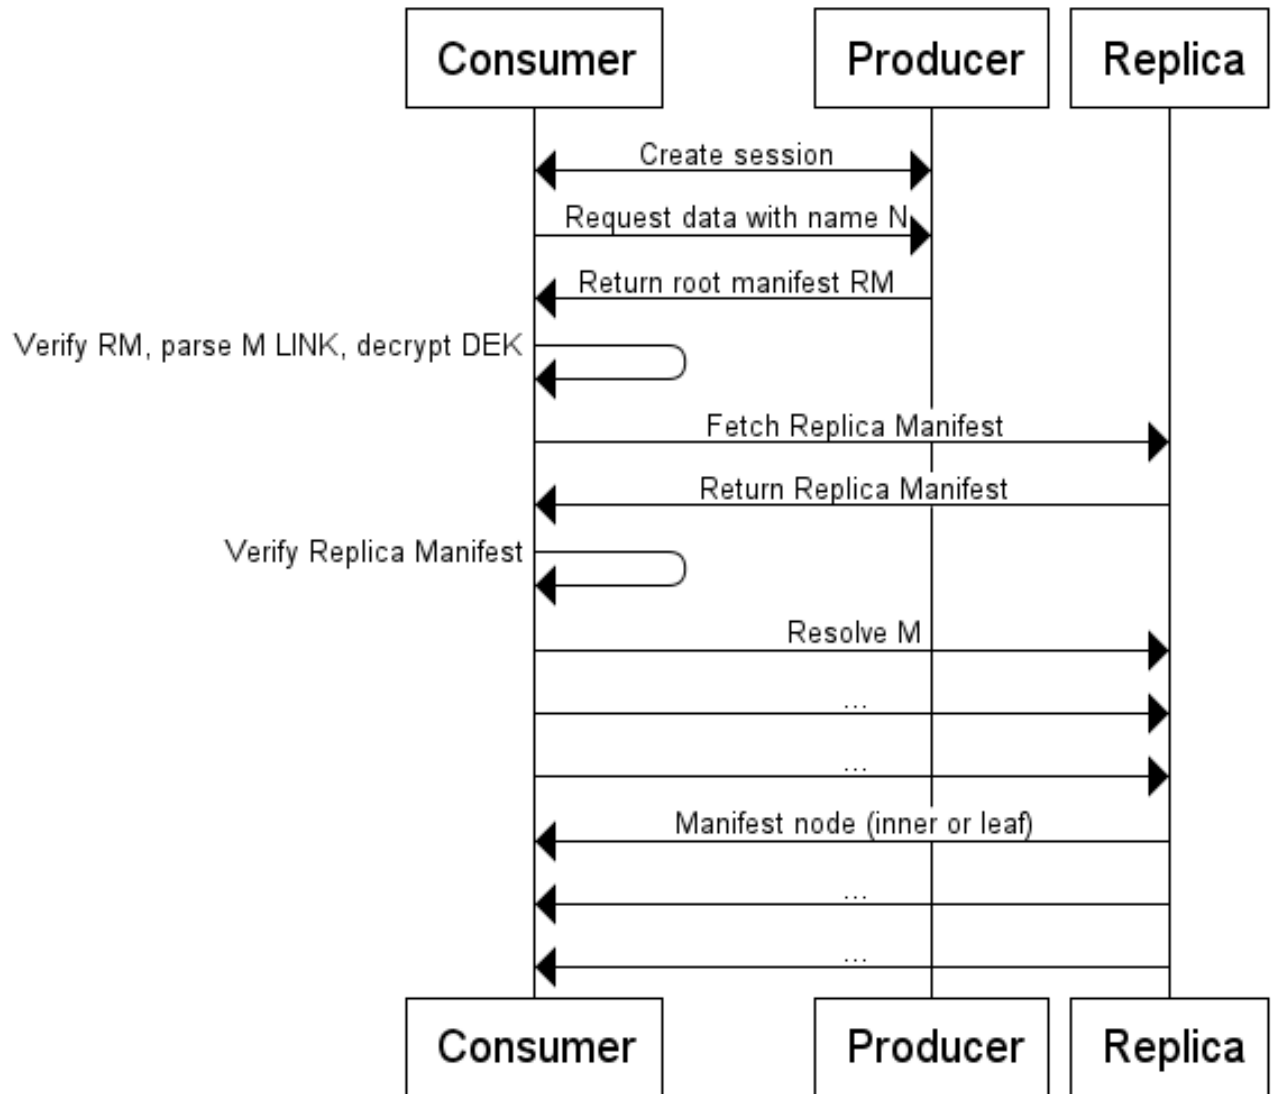 Consumer Producer Replica
Create session
Request data with name N
Return root manifest RM
Verify RM, parse M LINK, decrypt DEK
Fetch Replica Manifest
Return Replica Manifest
Verify Replica Manifest
Resolve M
...
...
Manifest node (inner or leaf)
...
...
Consumer Producer Replica